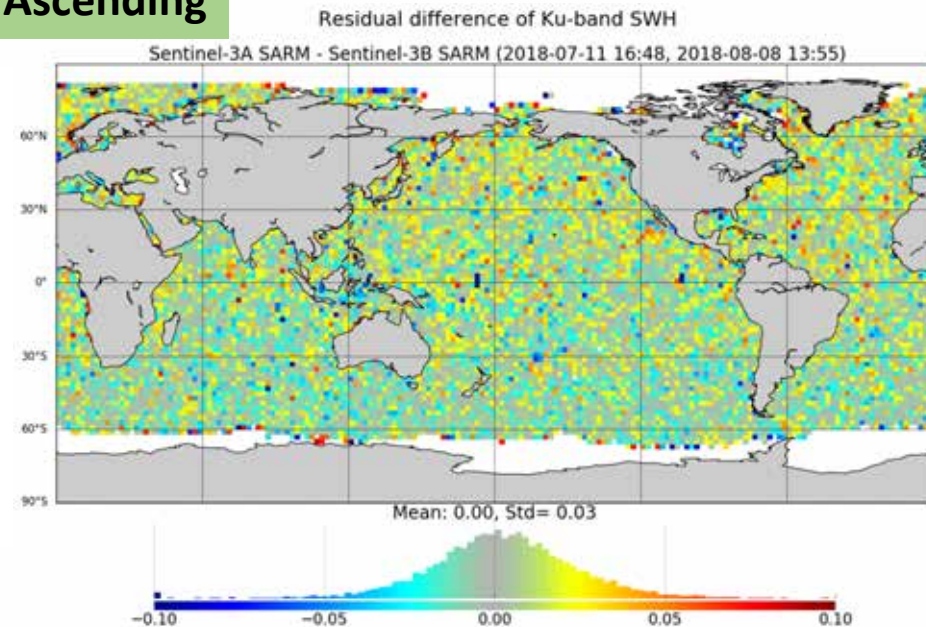 Ascending
Residual difference of Ku-band SWH
Sentinel-3A SARM - Sentinel-3B SARM (2018-07-11 16:48, 2018-08-08 13:55)
60°N
30°N
0°
30°S
60°S
90°S
Mean: 0.00, Std= 0.03
−0.10 −0.05 0.00 0.05 0.10